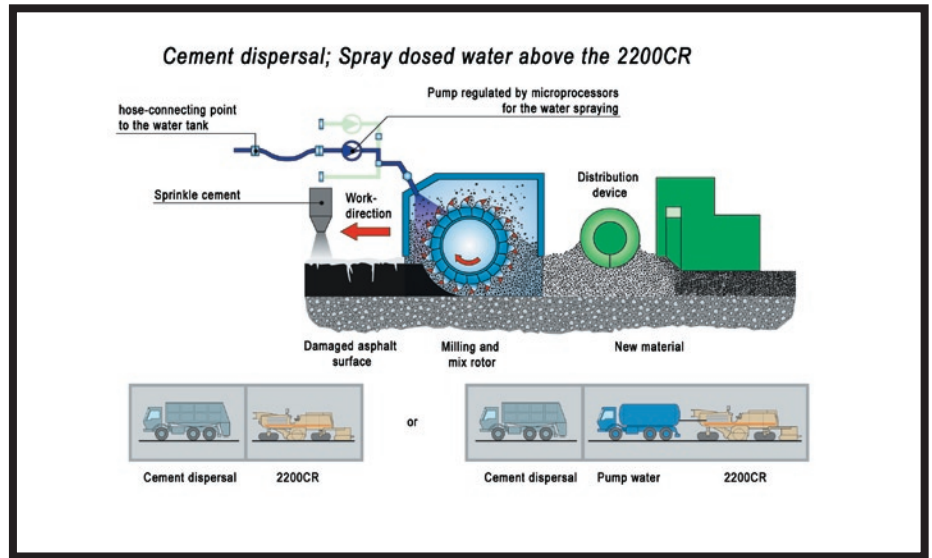 Cement dispersal; Spray dosed water above the 2200CR
Pump regulated by microprocessors
for the water spraying
hose-connecting point
to the water tank
Sprinkle cement
Work-
direction
Distribution
device
Damaged asphalt
surface
Milling and
mix rotor
New material
or
Cement dispersal
2200CR
Cement dispersal
Pump water
2200CR